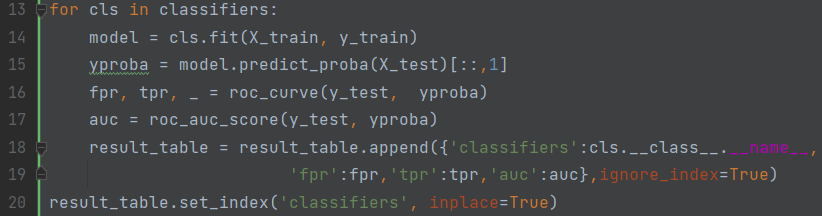 13 for cls in classifiers:
14     model = cls.fit(X_train, y_train)
15     yproba = model.predict_proba(X_test)[::,1]
16     fpr, tpr, _ = roc_curve(y_test,  yproba)
17     auc = roc_auc_score(y_test, yproba)
18     result_table = result_table.append({'classifiers':cls.__class__.__name__,
19                         'fpr':fpr,'tpr':tpr,'auc':auc},ignore_index=True)
20 result_table.set_index('classifiers', inplace=True)